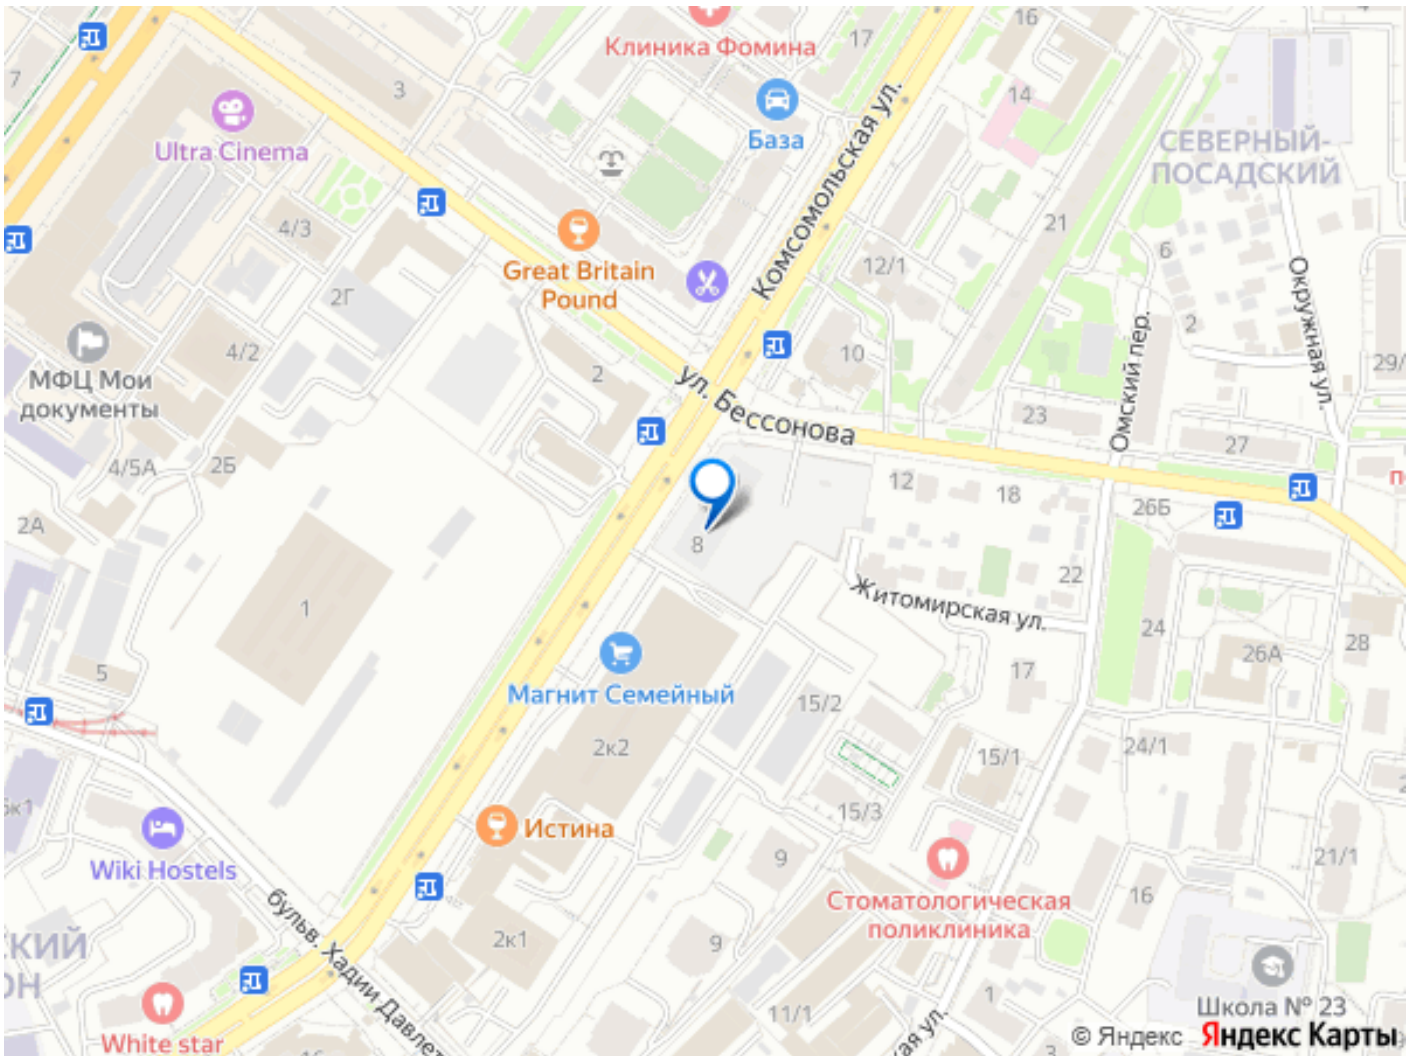 16
17
Клиника Фомина
7
3
14
База
Комсомольская ул.
СЕВЕРНЫЙ-
ПОСАДСКИЙ
Ultra Cinema
21
4/3
6
Great Britain
Pound
12/1
2Г
Окружная ул.
Омский пер.
2
4/2
10
29/
МФЦ Мои
документы
2
ул. Бессонова
23
27
4/5А
2Б
12
18
26Б
2А
8
22
Житомирская ул.
1
24
26А
28
5
17
Магнит Семейный
15/2
2к2
24/1
15/1
5к1
15/3
Истина
Wiki Hostels
9
21/1
Стоматологическая
поликлиника
16
бульв. Хадии Давлет
2к1
9
СКИЙ
ОН
Школа № 23
1
11/1
White star
ая ул.
3
© Яндекс Яндекс Карты